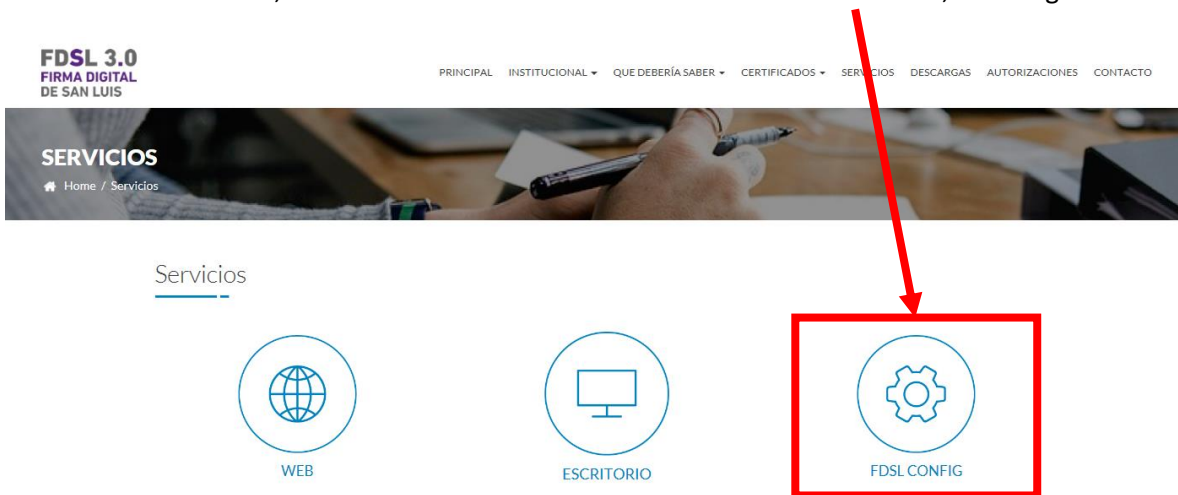 FDSL 3.0
FIRMA DIGITAL
DE SAN LUIS
PRINCIPAL INSTITUCIONAL QUE DEBERÍA SABER CERTIFICADOS SERVICIOS DESCARGAS AUTORIZACIONES CONTACTO
SERVICIOS
Home / Servicios
Servicios
WEB ESCRITORIO FDSL CONFIG